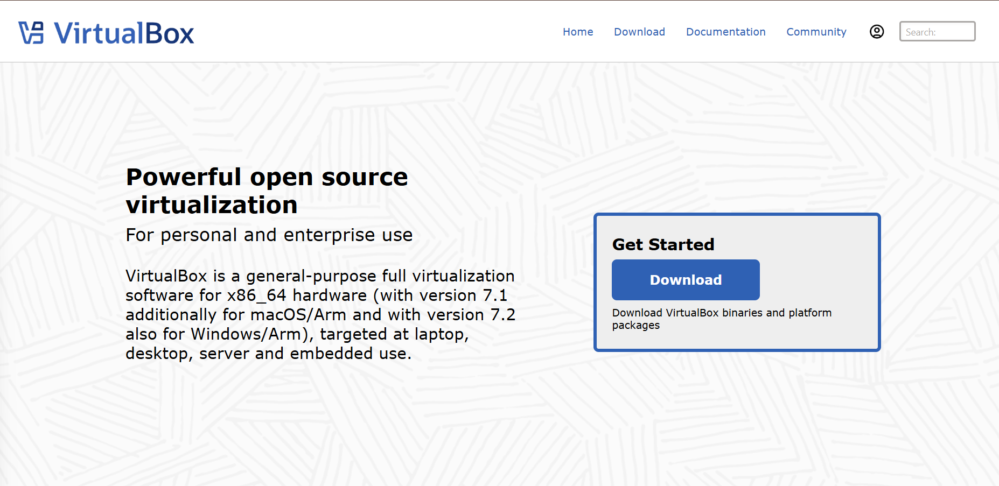 VirtualBox
Home Download Documentation Community Search:
Powerful open source
virtualization
For personal and enterprise use
VirtualBox is a general-purpose full virtualization
software for x86_64 hardware (with version 7.1
additionally for macOS/Arm and with version 7.2
also for Windows/Arm), targeted at laptop,
desktop, server and embedded use.
Get Started
Download
Download VirtualBox binaries and platform
packages